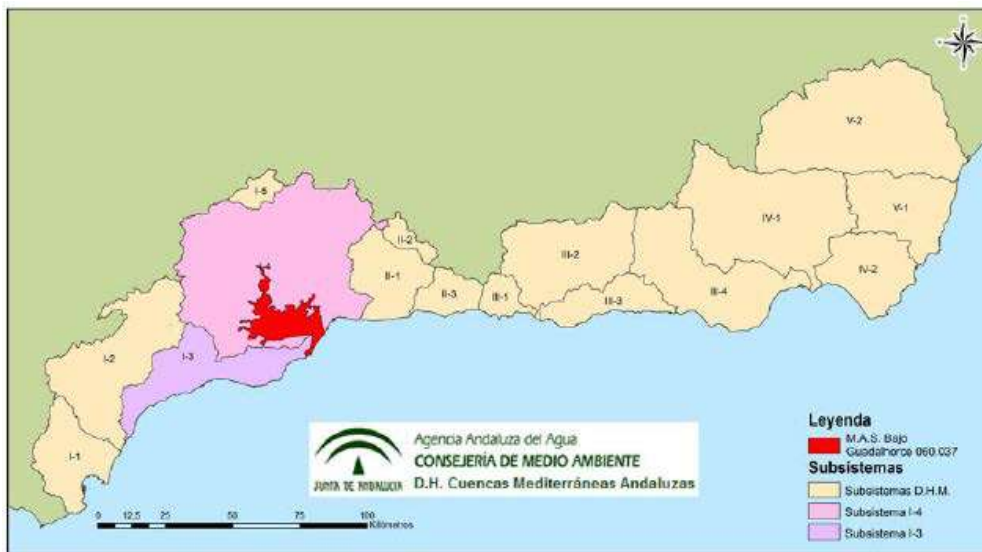 V-2
I-5
V-1
IV-1
II-2
I-4
III-2
II-1
IV-2
II-3
III-1
III-3
III-4
I-2
I-3
I-1
Leyenda
M.A.S. Bajo
Guadalhorce 060.037
Subsistemas
Subsistemas D.H.M.
Subsistema I-4
Subsistema I-3
Agencia Andaluza del Agua
CONSEJERÍA DE MEDIO AMBIENTE
JUNTA DE ANDALUCIA D.H. Cuencas Mediterráneas Andaluzas
0 12,5 25 50 75 100
Kilómetros